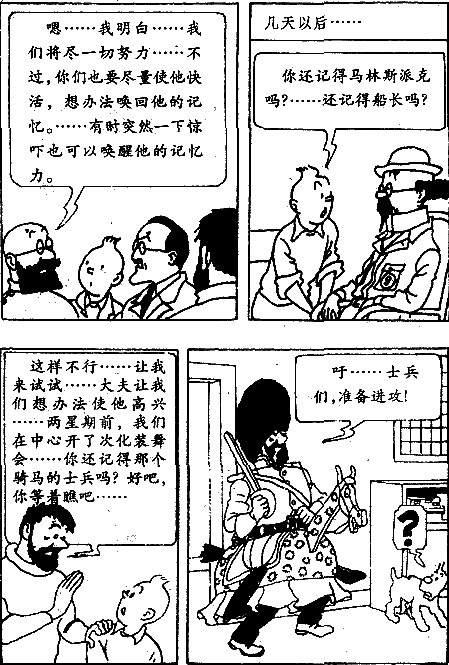 嗯……我明白……我
们将尽一切努力……不
过,你们也要尽量使他快
活，想办法唤回他的记
忆。……有时突然一下惊
吓也可以唤醒他的记忆
力。
几天以后……
你还记得马林斯派克
吗?……还记得船长吗?
这样不行……让我
来试试……大夫让我
们想办法使他高兴
……两星期前，我们
在中心开了次化装舞
会……你还记得那个
骑马的士兵吗？好吧,
你等着瞧吧……
吁……士兵
们,准备进攻!
?